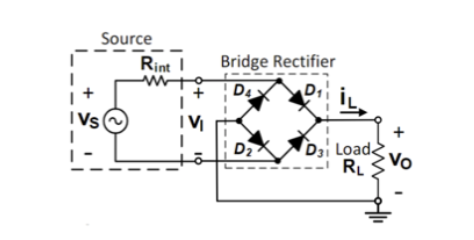 Source
Rint
Bridge Rectifier
+
+
D4
D1
iL
Vs
VI
+
D2
D3
Load
RL
Vo
-
-
-